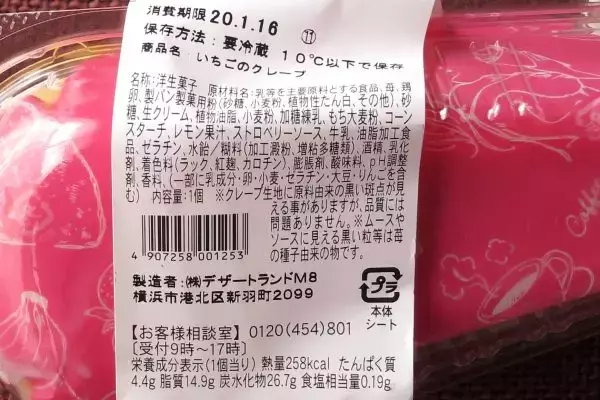 消費期限 20.1.16
保存方法：要冷蔵 10℃以下で保存
商品名：いちごのクレープ
名称：洋生菓子 原材料名：乳等を主要原料とする食品、苺、鶏
卵、製パン製菓用粉(砂糖、小麦粉、植物性たん白、その他)、砂
糖、生クリーム、植物油脂、小麦粉、加糖練乳、もち大麦粉、コーン
スターチ、レモン果汁、ストロベリーソース、牛乳、油脂加工食
品、ゼラチン、水飴／糊料(加工澱粉、増粘多糖類)、酒精、乳化
剤、着色料(ラック、紅麹、カロチン)、膨脹剤、酸味料、pH調整
剤、香料、(一部に乳成分・卵・小麦・ゼラチン・大豆・りんごを含
む) 内容量：1個 ※クレープ生地に原料由来の黒い斑点が見
える事がありますが、品質には
問題ありません。※ムースや
ソースに見える黒い粒等は苺
の種子由来の物です。
4 907258 001253
製造者：㈱デザートランドM8
横浜市港北区新羽町2099
プラ
本体
シート
【お客様相談室】 0120(454)801
[受付9時～17時]
栄養成分表示(1個当り) 熱量258kcal たんぱく質
4.4g 脂質14.9g 炭水化物26.7g 食塩相当量0.19g
Coffee